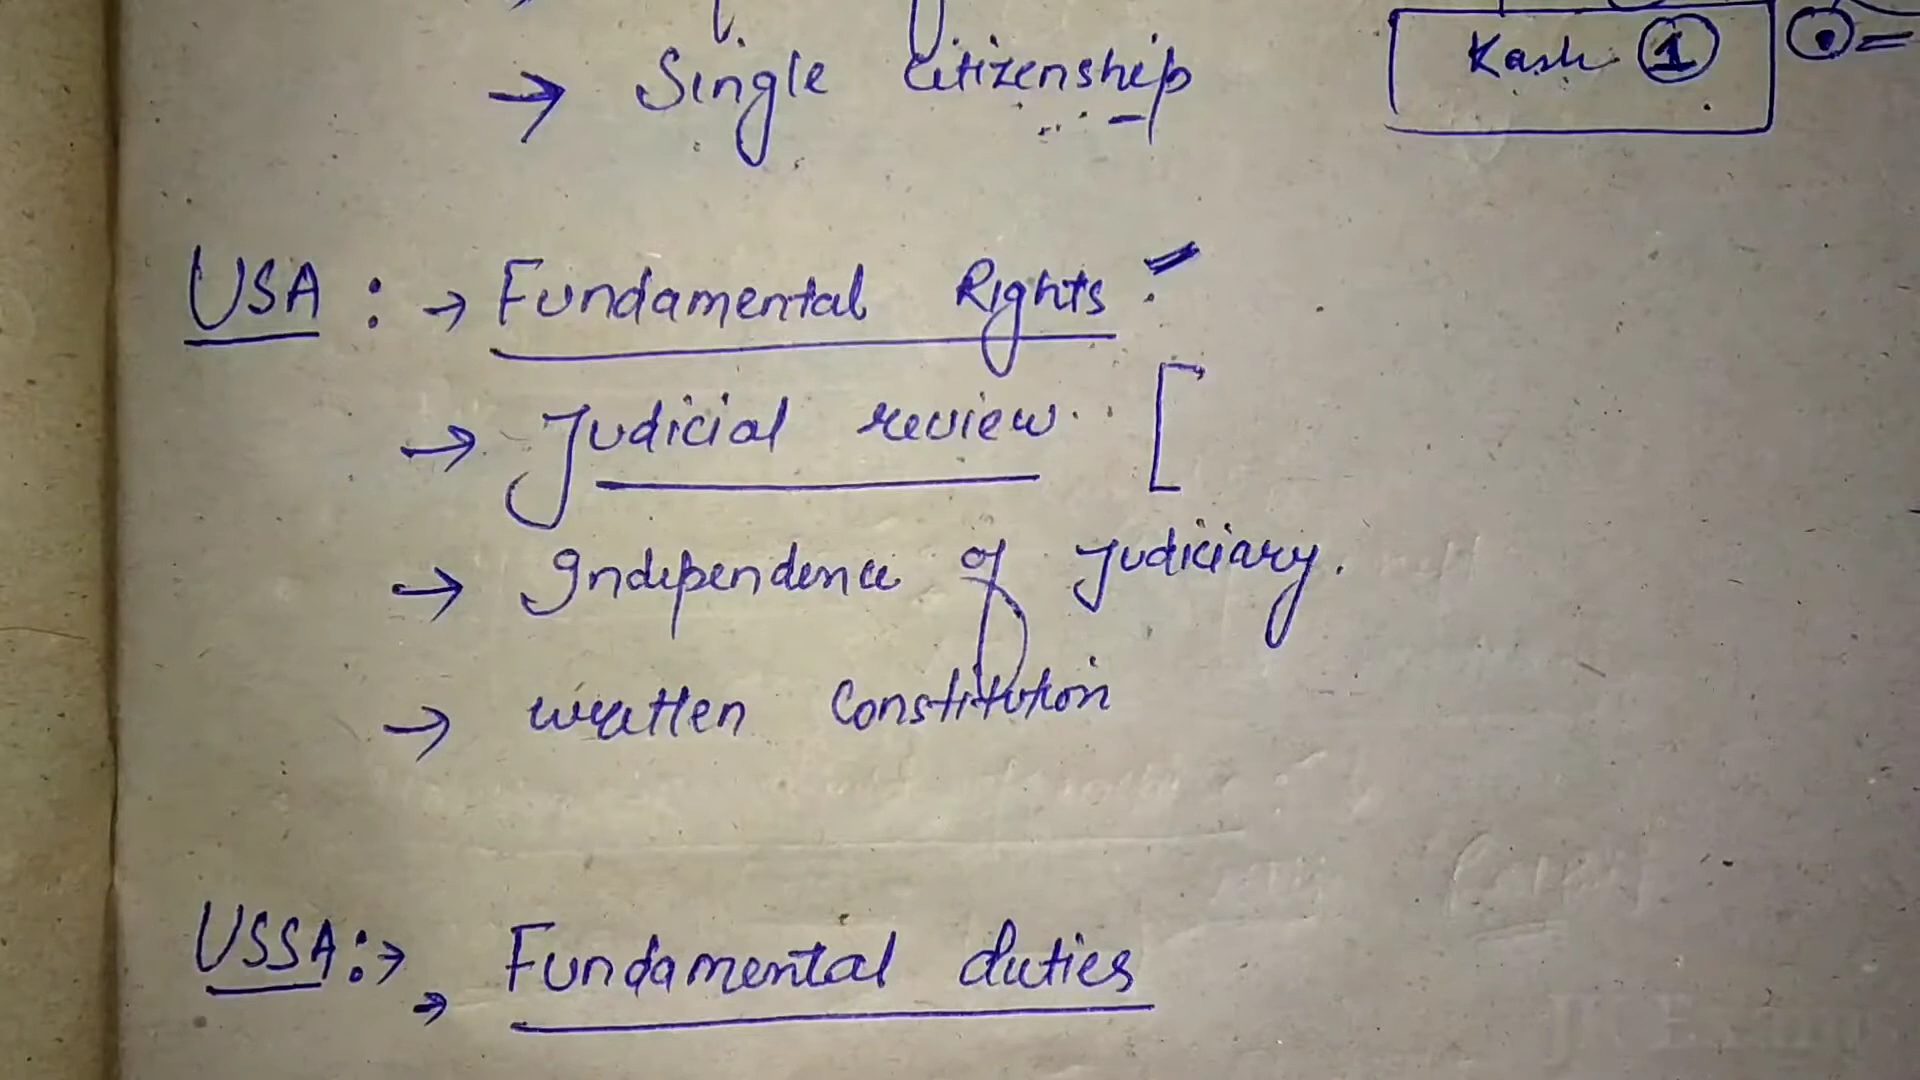 → Single Citizenship
Kash ①
USA : → Fundamental Rights :
→ Judicial review
→ Independence of Judiciary.
→ written Constitution
USSA : → Fundamental duties